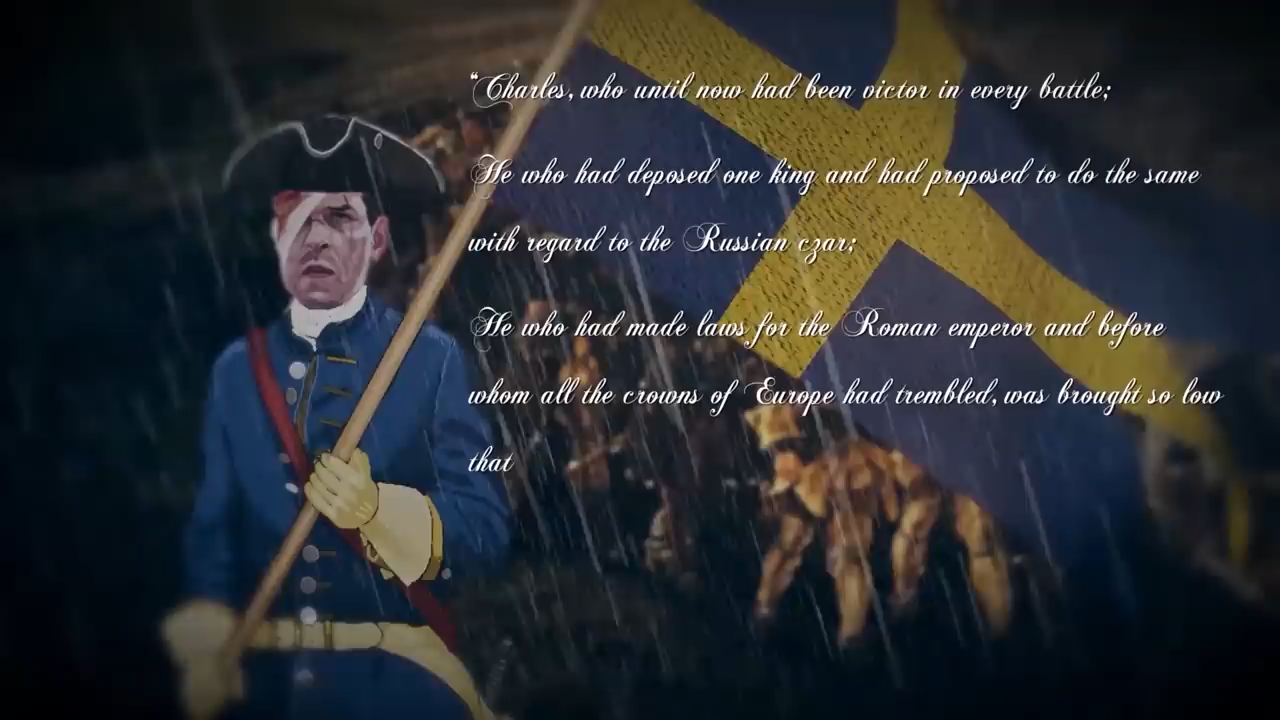 “Charles, who until now had been victor in every battle;
He who had deposed one king and had proposed to do the same
with regard to the Russian czar;
He who had made laws for the Roman emperor and before
whom all the crowns of Europe had trembled, was brought so low
that